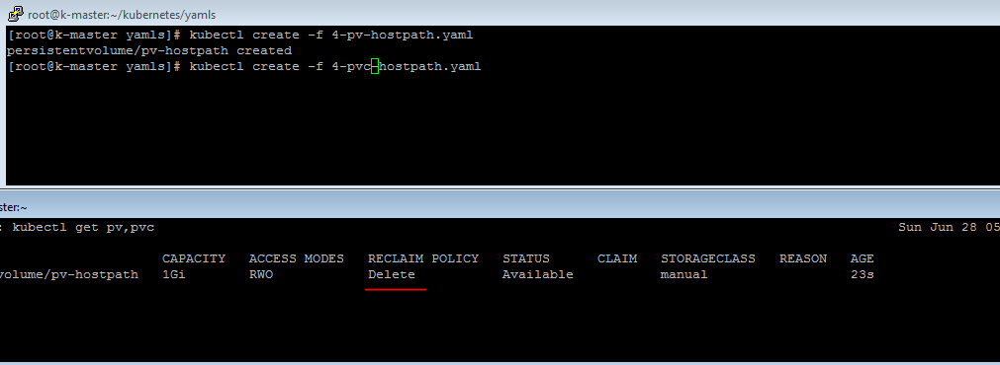 root@k-master:~/kubernetes/yamls
[root@k-master yamls]# kubectl create -f 4-pv-hostpath.yaml
persistentvolume/pv-hostpath created
[root@k-master yamls]# kubectl create -f 4-pvc-hostpath.yaml
ster:~
: kubectl get pv,pvc Sun Jun 28 05
CAPACITY ACCESS MODES RECLAIM POLICY STATUS CLAIM STORAGECLASS REASON AGE
volume/pv-hostpath 1Gi RWO Delete Available manual 23s